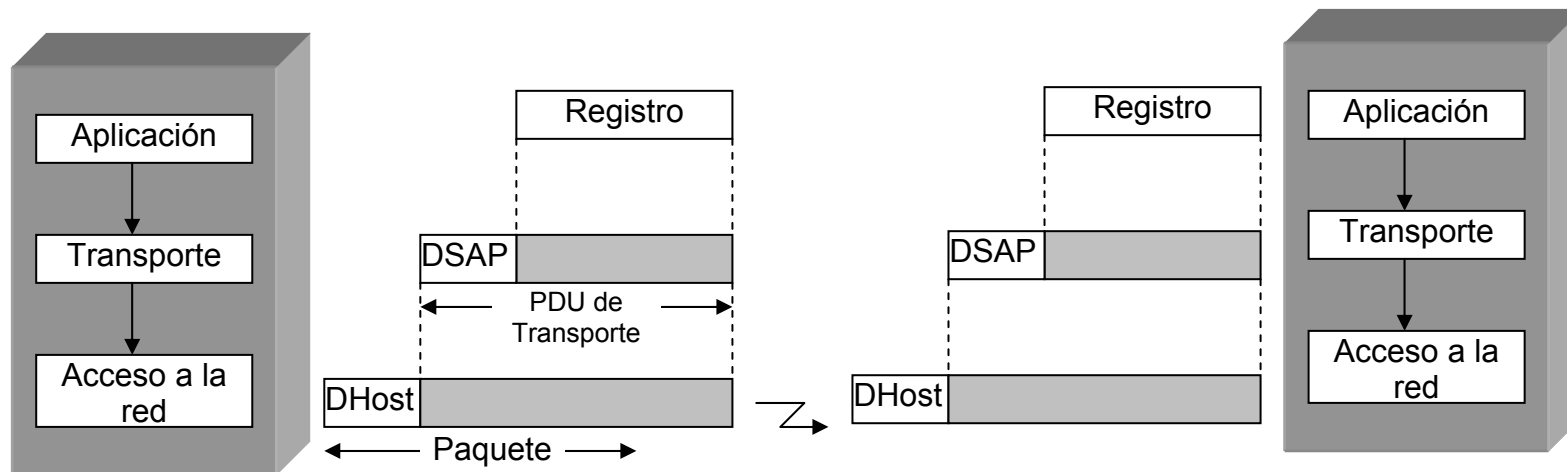 Aplicación
Transporte
Acceso a la
red
Registro
DSAP
PDU de
Transporte
DHost
Paquete
Registro
DSAP
DHost
Aplicación
Transporte
Acceso a la
red